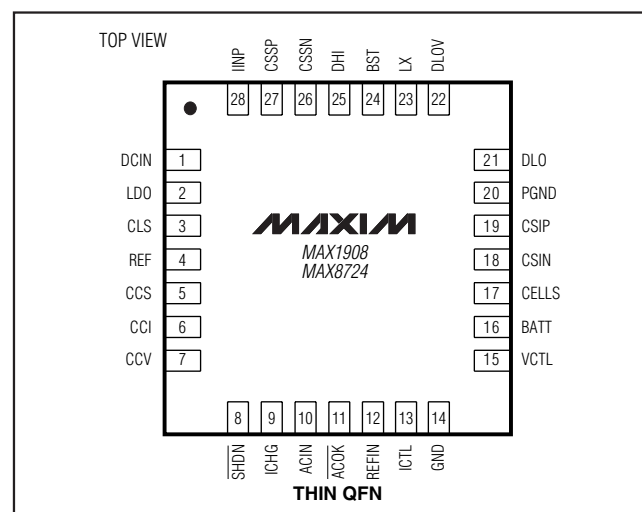 TOP VIEW
IINP CSSP CSSN DHI BST LX DLOV
28 27 26 25 24 23 22
DCIN 1 21 DLO
LDO 2 20 PGND
CLS 3 19 CSIP
MAXIM
REF 4 MAX1908 18 CSIN
MAX8724
CCS 5 17 CELLS
CCI 6 16 BATT
CCV 7 15 VCTL
8 9 10 11 12 13 14
SHDN ICHG ACIN ACOK REFIN ICTL GND
THIN QFN